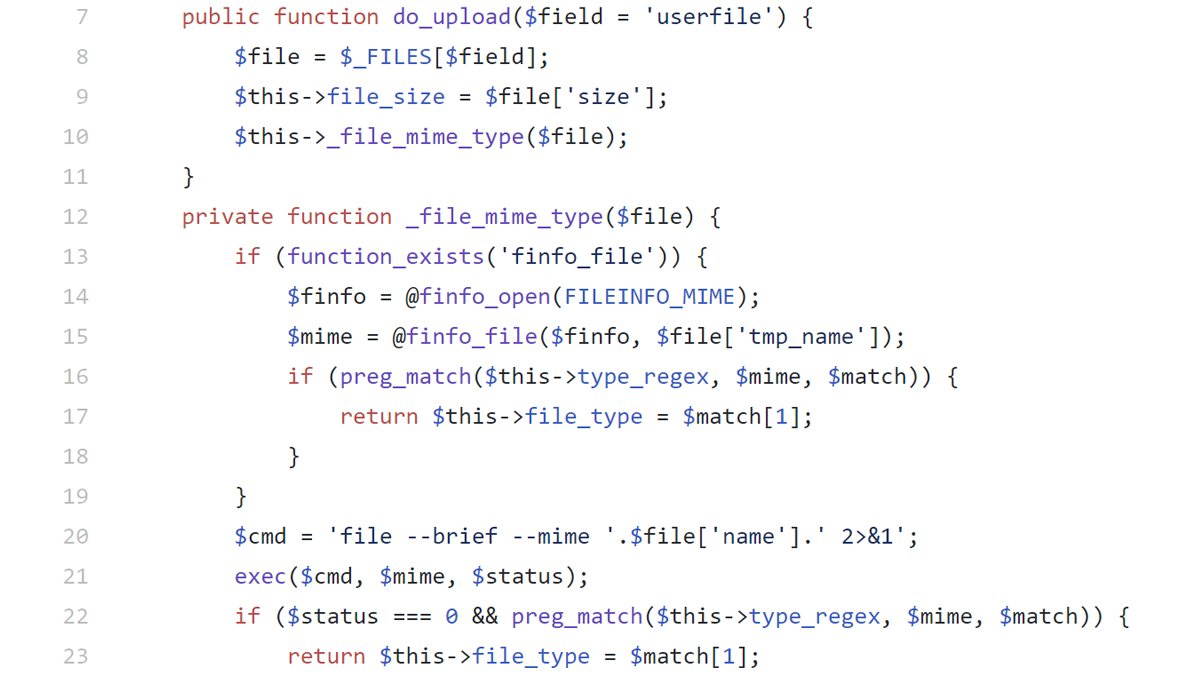 7 public function do_upload($field = 'userfile') {
8 $file = $_FILES[$field];
9 $this->file_size = $file['size'];
10 $this->_file_mime_type($file);
11 }
12 private function _file_mime_type($file) {
13 if (function_exists('finfo_file')) {
14 $finfo = @finfo_open(FILEINFO_MIME);
15 $mime = @finfo_file($finfo, $file['tmp_name']);
16 if (preg_match($this->type_regex, $mime, $match)) {
17 return $this->file_type = $match[1];
18 }
19 }
20 $cmd = 'file --brief --mime '.$file['name'].' 2>&1';
21 exec($cmd, $mime, $status);
22 if ($status === 0 && preg_match($this->type_regex, $mime, $match)) {
23 return $this->file_type = $match[1];